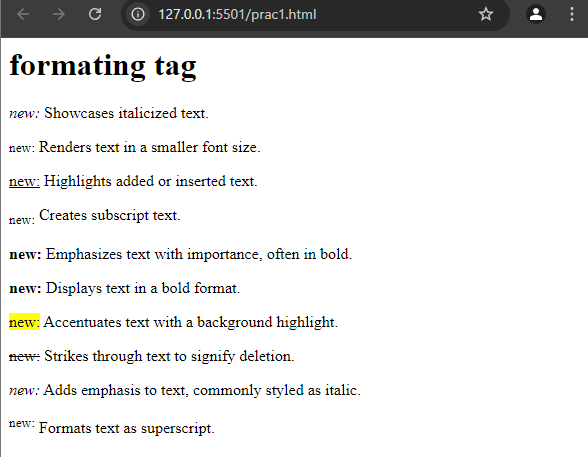 127.0.0.1:5501/prac1.html
formating tag
new: Showcases italicized text.
new: Renders text in a smaller font size.
new: Highlights added or inserted text.
new: Creates subscript text.
new: Emphasizes text with importance, often in bold.
new: Displays text in a bold format.
new: Accentuates text with a background highlight.
new: Strikes through text to signify deletion.
new: Adds emphasis to text, commonly styled as italic.
new: Formats text as superscript.